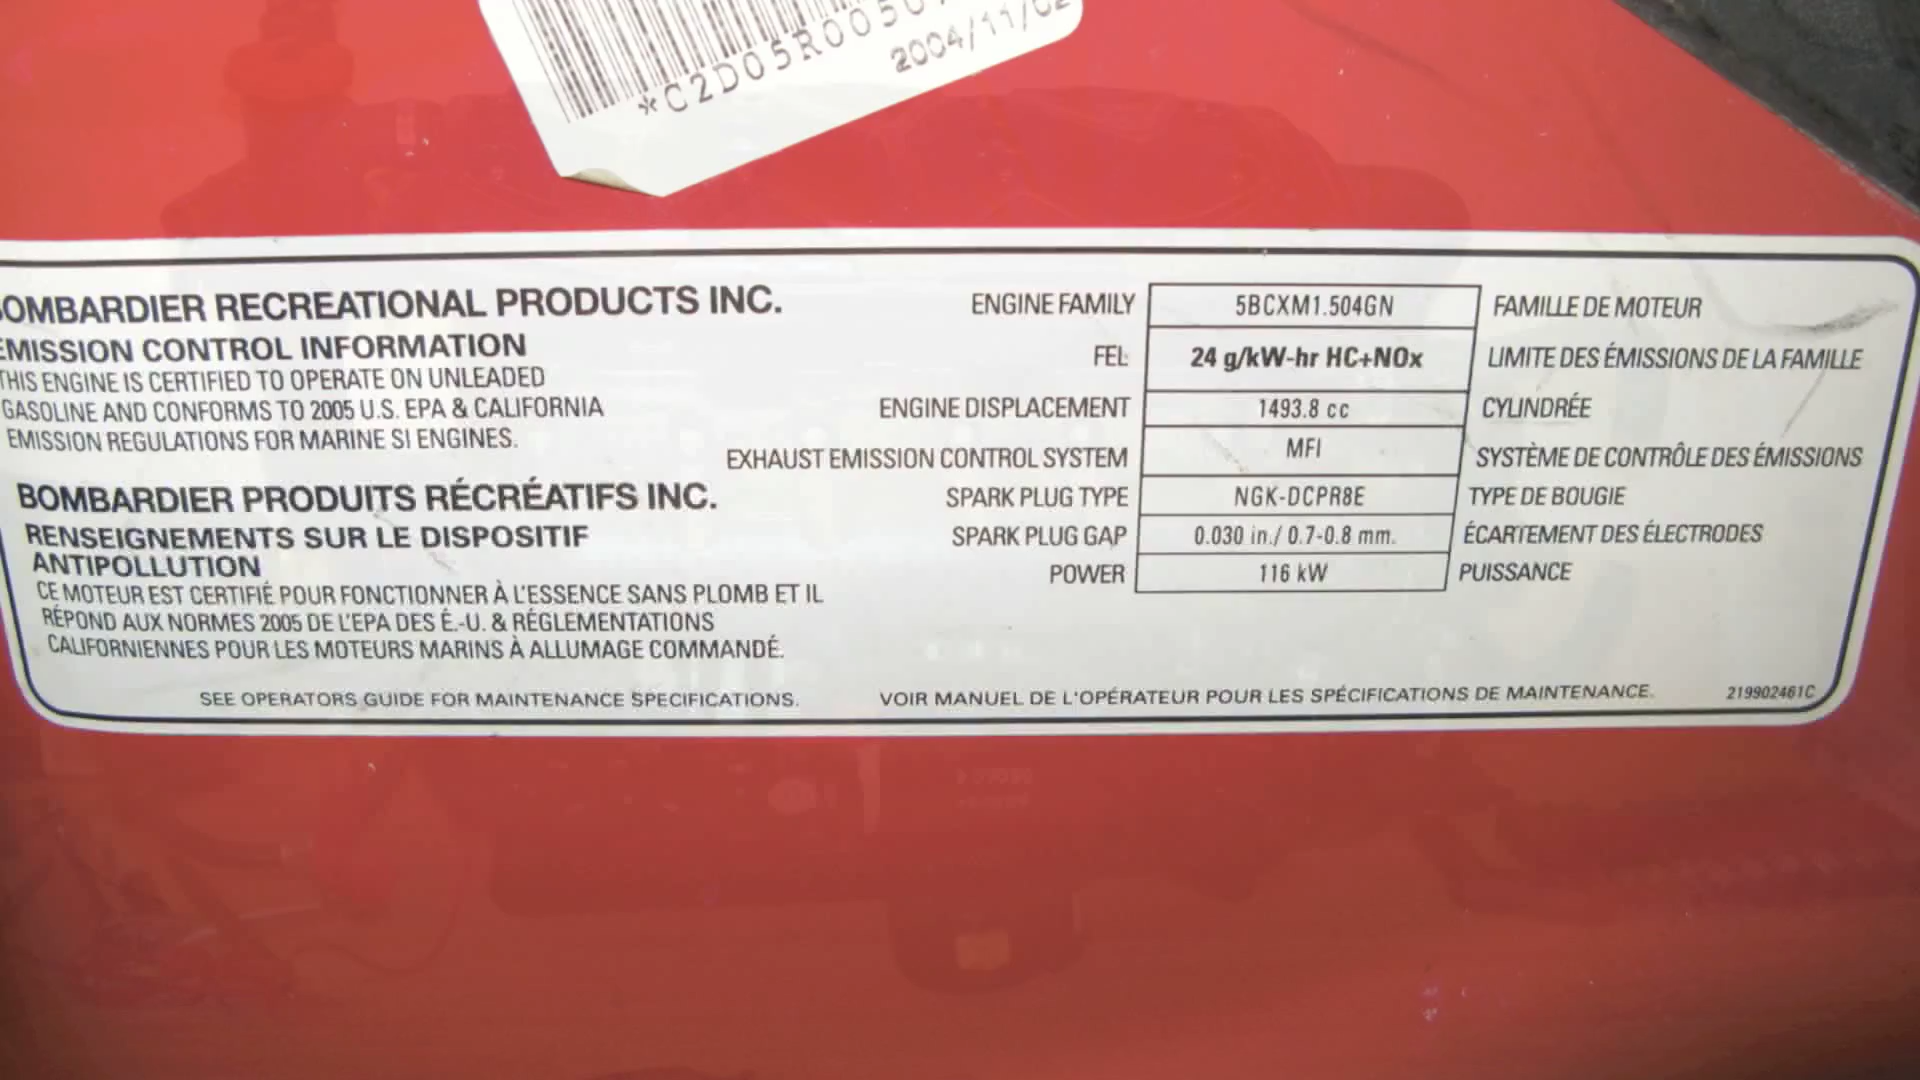 2004/11/02
BOMBARDIER RECREATIONAL PRODUCTS INC.
EMISSION CONTROL INFORMATION
THIS ENGINE IS CERTIFIED TO OPERATE ON UNLEADED
GASOLINE AND CONFORMS TO 2005 U.S. EPA & CALIFORNIA
EMISSION REGULATIONS FOR MARINE SI ENGINES.
BOMBARDIER PRODUITS RÉCRÉATIFS INC.
RENSEIGNEMENTS SUR LE DISPOSITIF
ANTIPOLLUTION
CE MOTEUR EST CERTIFIÉ POUR FONCTIONNER À L'ESSENCE SANS PLOMB ET IL
RÉPOND AUX NORMES 2005 DE L'EPA DES É.-U. & RÉGLEMENTATIONS
CALIFORNIENNES POUR LES MOTEURS MARINS À ALLUMAGE COMMANDÉ.
ENGINE FAMILY 5BCXM1.504GN FAMILLE DE MOTEUR
FEL: 24 g/kW-hr HC+NOx LIMITE DES ÉMISSIONS DE LA FAMILLE
ENGINE DISPLACEMENT 1493.8 cc CYLINDRÉE
EXHAUST EMISSION CONTROL SYSTEM MFI SYSTÈME DE CONTRÔLE DES ÉMISSIONS
SPARK PLUG TYPE NGK-DCPR8E TYPE DE BOUGIE
SPARK PLUG GAP 0.030 in./ 0.7-0.8 mm. ÉCARTEMENT DES ÉLECTRODES
POWER 116 kW PUISSANCE
SEE OPERATORS GUIDE FOR MAINTENANCE SPECIFICATIONS. VOIR MANUEL DE L'OPÉRATEUR POUR LES SPÉCIFICATIONS DE MAINTENANCE. 219902461C